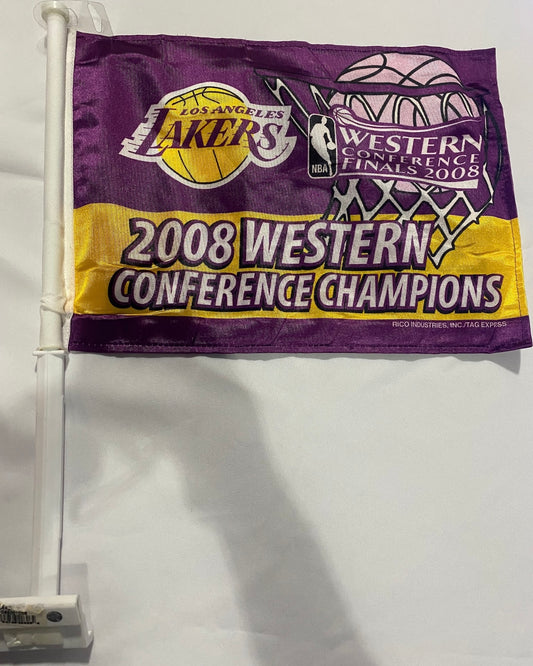 LOS ANGELES
LAKERS
NBA
WESTERN
CONFERENCE
FINALS 2008
2008 WESTERN
CONFERENCE CHAMPIONS
RICO INDUSTRIES, INC./TAG EXPRESS